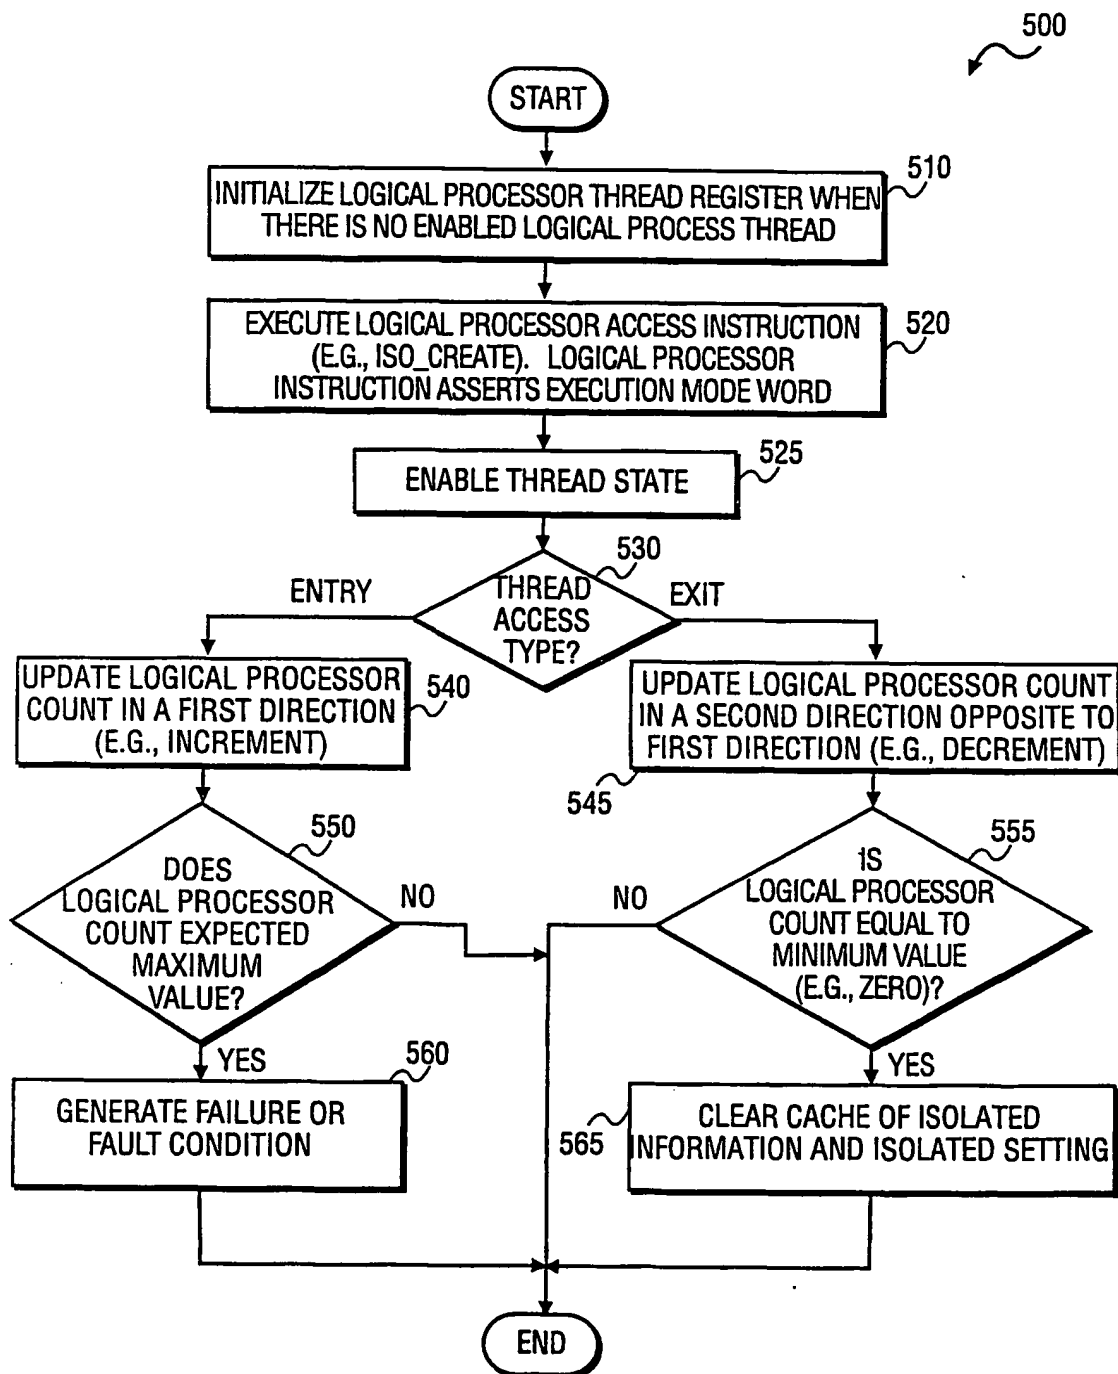 500
START
510
INITIALIZE LOGICAL PROCESSOR THREAD REGISTER WHEN
THERE IS NO ENABLED LOGICAL PROCESS THREAD
520
EXECUTE LOGICAL PROCESSOR ACCESS INSTRUCTION
(E.G., ISO_CREATE). LOGICAL PROCESSOR
INSTRUCTION ASSERTS EXECUTION MODE WORD
525
ENABLE THREAD STATE
530
ENTRY
THREAD
ACCESS
TYPE?
EXIT
UPDATE LOGICAL PROCESSOR
COUNT IN A FIRST DIRECTION
(E.G., INCREMENT)
540
UPDATE LOGICAL PROCESSOR COUNT
IN A SECOND DIRECTION OPPOSITE TO
FIRST DIRECTION (E.G., DECREMENT)
545
550
DOES
LOGICAL PROCESSOR
COUNT EXPECTED
MAXIMUM
VALUE?
NO
555
IS
LOGICAL PROCESSOR
COUNT EQUAL TO
MINIMUM VALUE
(E.G., ZERO)?
NO
YES
560
GENERATE FAILURE OR
FAULT CONDITION
YES
565
CLEAR CACHE OF ISOLATED
INFORMATION AND ISOLATED SETTING
END